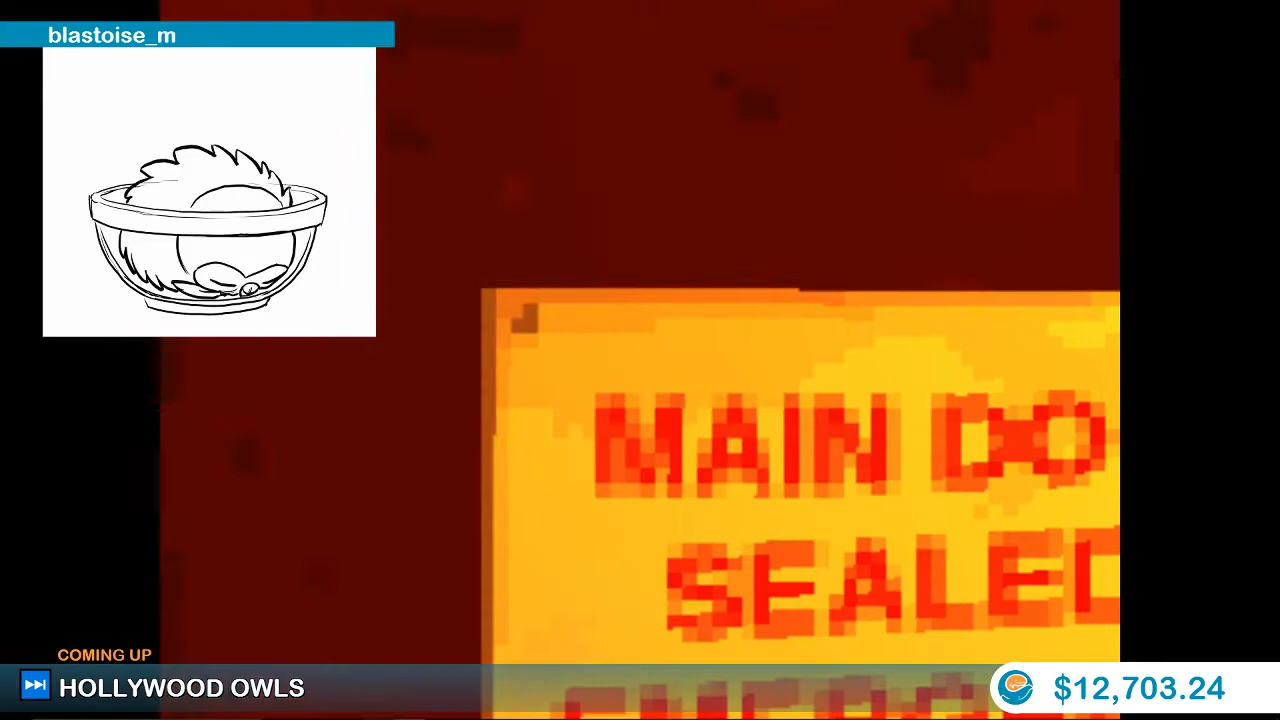 blastoise_m
MAIN DO
SEALED
COMING UP
HOLLYWOOD OWLS
$12,703.24